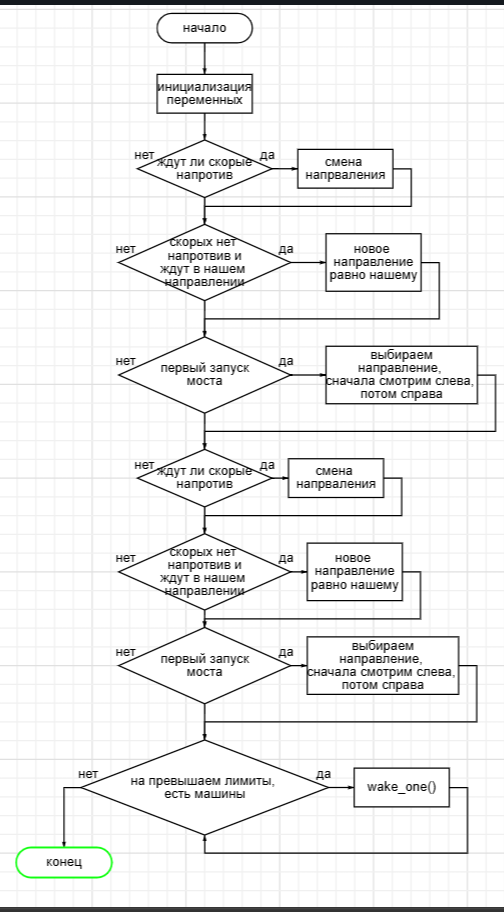 начало
инициализация
переменных
нет
ждут ли скорые
напротив
да
смена
напрваления
нет
скорых нет
напротвив и
ждут в нашем
направлении
да
новое
направление
равно нашему
нет
первый запуск
моста
да
выбираем
направление,
сначала смотрим слева,
потом справа
нет
ждут ли скорые
напротив
да
смена
напрваления
нет
скорых нет
напротвив и
ждут в нашем
направлении
да
новое
направление
равно нашему
нет
первый запуск
моста
да
выбираем
направление,
сначала смотрим слева,
потом справа
нет
на превышаем лимиты,
есть машины
да
wake_one()
конец